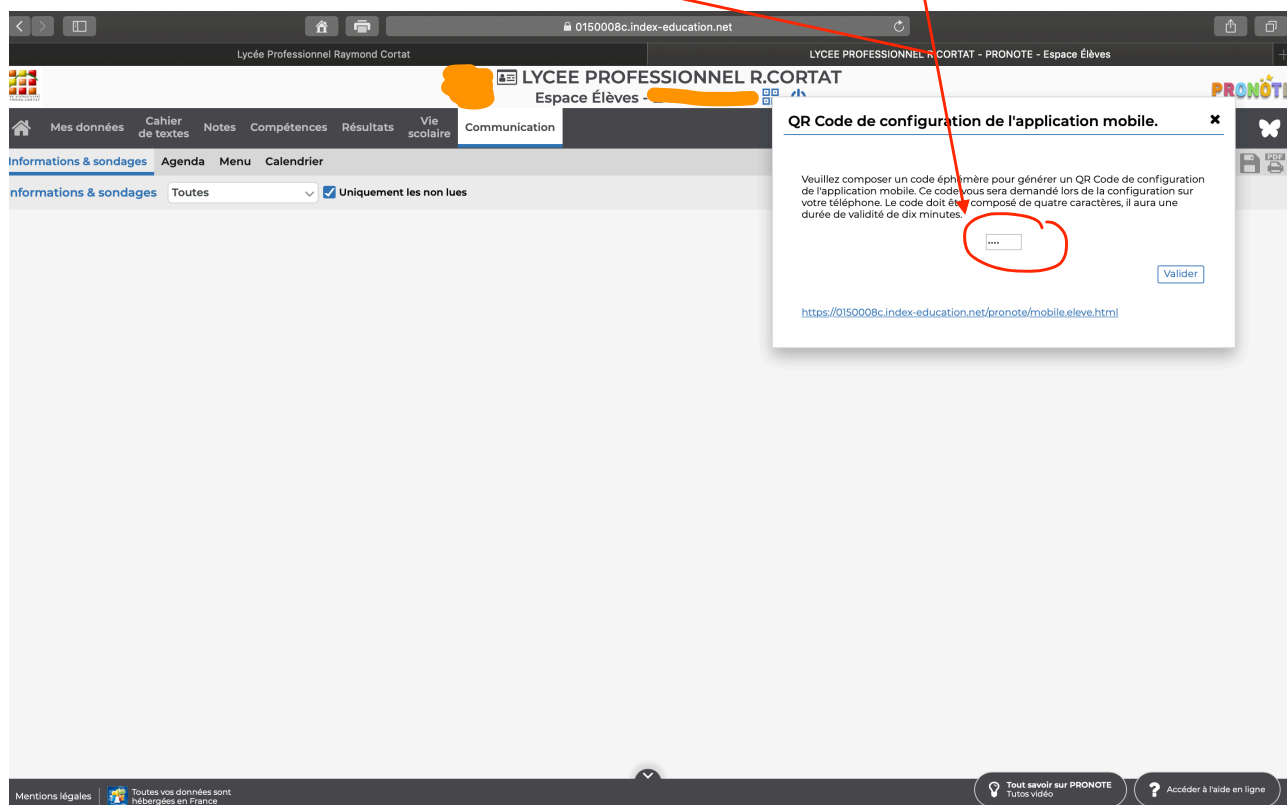 0150008c.index-education.net
Lycée Professionnel Raymond Cortat
LYCEE PROFESSIONNEL R.CORTAT - PRONOTE - Espace Élèves
LYCEE PROFESSIONNEL R.CORTAT
Espace Élèves -
PRONOTE
Mes données
Cahier
de textes
Notes
Compétences
Résultats
Vie
scolaire
Communication
Informations & sondages
Agenda
Menu
Calendrier
PDF
nformations & sondages
Toutes
Uniquement les non lues
QR Code de configuration de l'application mobile.
Veuillez composer un code éphémère pour générer un QR Code de configuration
de l'application mobile. Ce code vous sera demandé lors de la configuration sur
votre téléphone. Le code doit être composé de quatre caractères, il aura une
durée de validité de dix minutes.
....
Valider
https://0150008c.index-education.net/pronote/mobile.eleve.html
Mentions légales
Toutes vos données sont
hébergées en France
Tout savoir sur PRONOTE
Tutos vidéo
? Accéder à l'aide en ligne